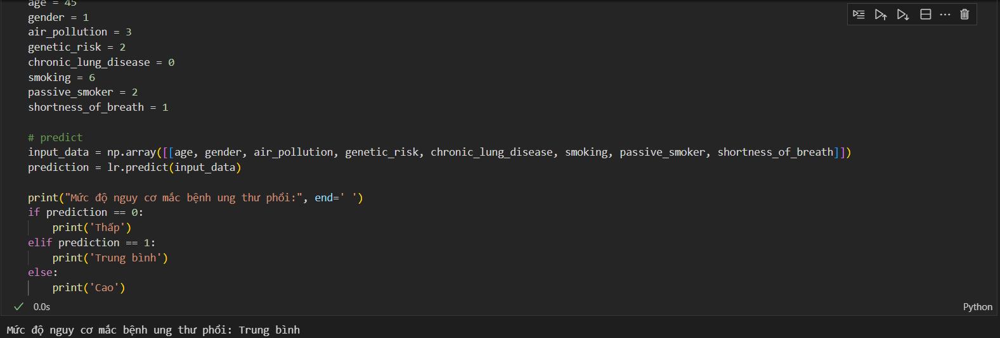 age = 45
gender = 1
air_pollution = 3
genetic_risk = 2
chronic_lung_disease = 0
smoking = 6
passive_smoker = 2
shortness_of_breath = 1
# predict
input_data = np.array([[age, gender, air_pollution, genetic_risk, chronic_lung_disease, smoking, passive_smoker, shortness_of_breath]])
prediction = lr.predict(input_data)
print("Mức độ nguy cơ mắc bệnh ung thư phổi:", end=' ')
if prediction == 0:
    print('Thấp')
elif prediction == 1:
    print('Trung bình')
else:
    print('Cao')
0.0s
Python
Mức độ nguy cơ mắc bệnh ung thư phổi: Trung bình